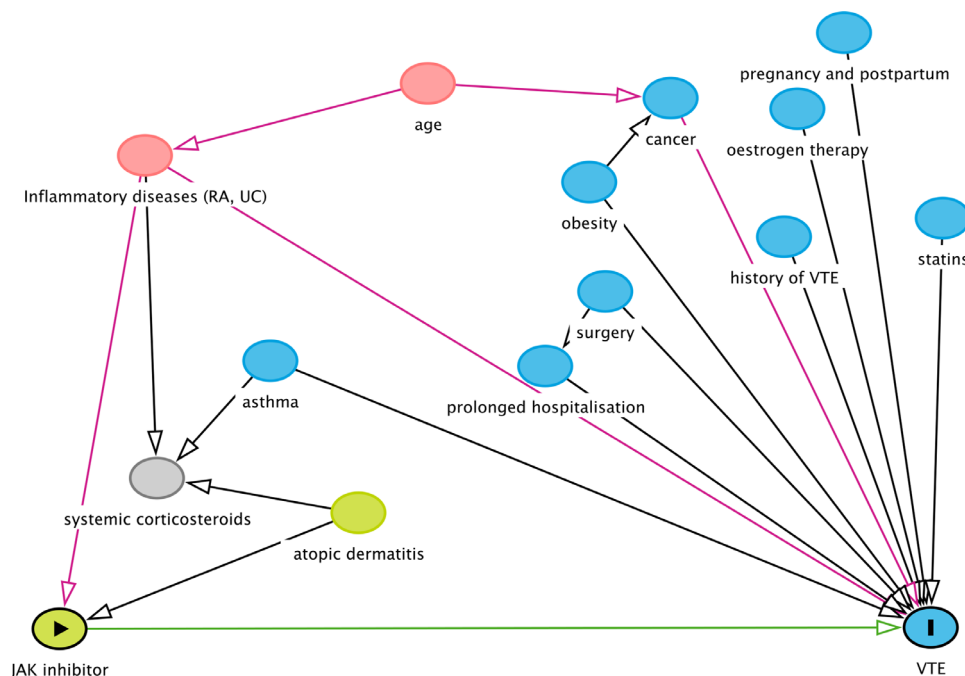 pregnancy and postpartum
age
cancer
oestrogen therapy
Inflammatory diseases (RA, UC)
obesity
history of VTE
statins
surgery
asthma
prolonged hospitalisation
systemic corticosteroids
atopic dermatitis
JAK inhibitor
VTE